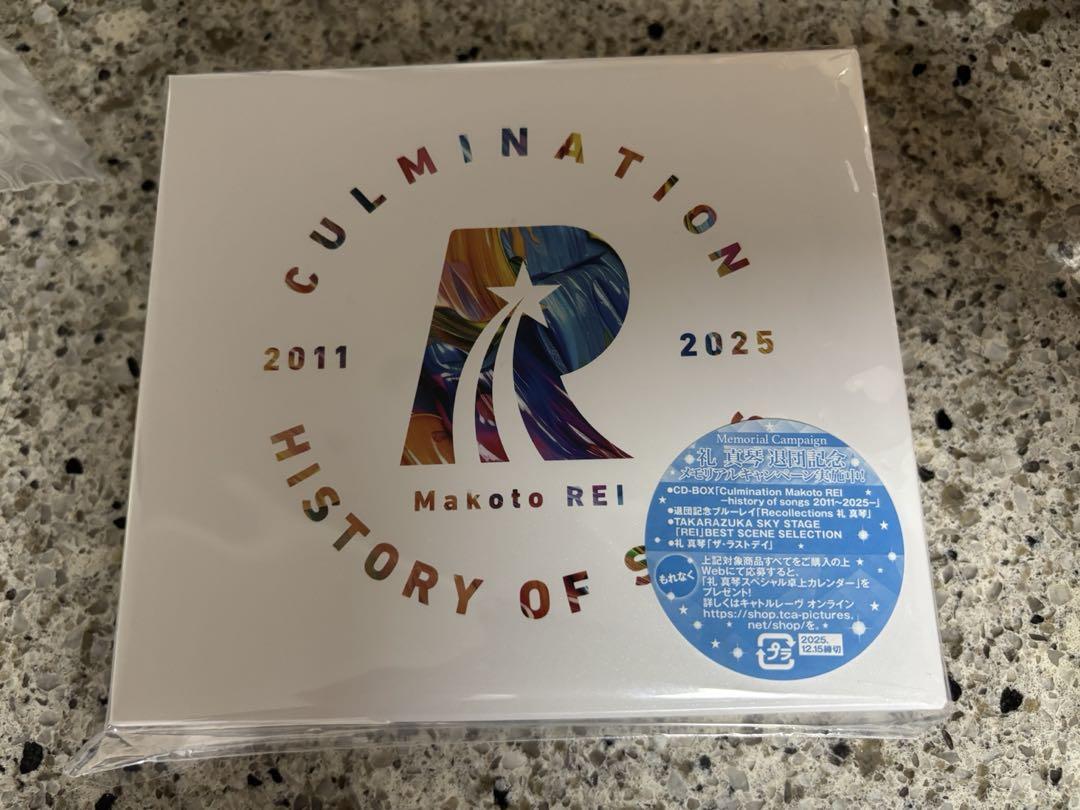 CULMINATION
2011
2025
Makoto REI
HISTORY OF S
Memorial Campaign
礼 真琴 退団記念
メモリアルキャンペーン実施中!
●CD-BOX「Culmination Makoto REI
―history of songs 2011~2025―」
●退団記念ブルーレイ「Recollections 礼 真琴」
●TAKARAZUKA SKY STAGE
「REI」BEST SCENE SELECTION
●礼 真琴「ザ・ラストデイ」
もれなく
上記対象商品すべてをご購入の上
Webにて応募すると、
「礼 真琴スペシャル卓上カレンダー」を
プレゼント!
詳しくはキャトルレーヴ オンライン
https://shop.tca-pictures.
net/shop/を。
プラ
2025.
12.15締切